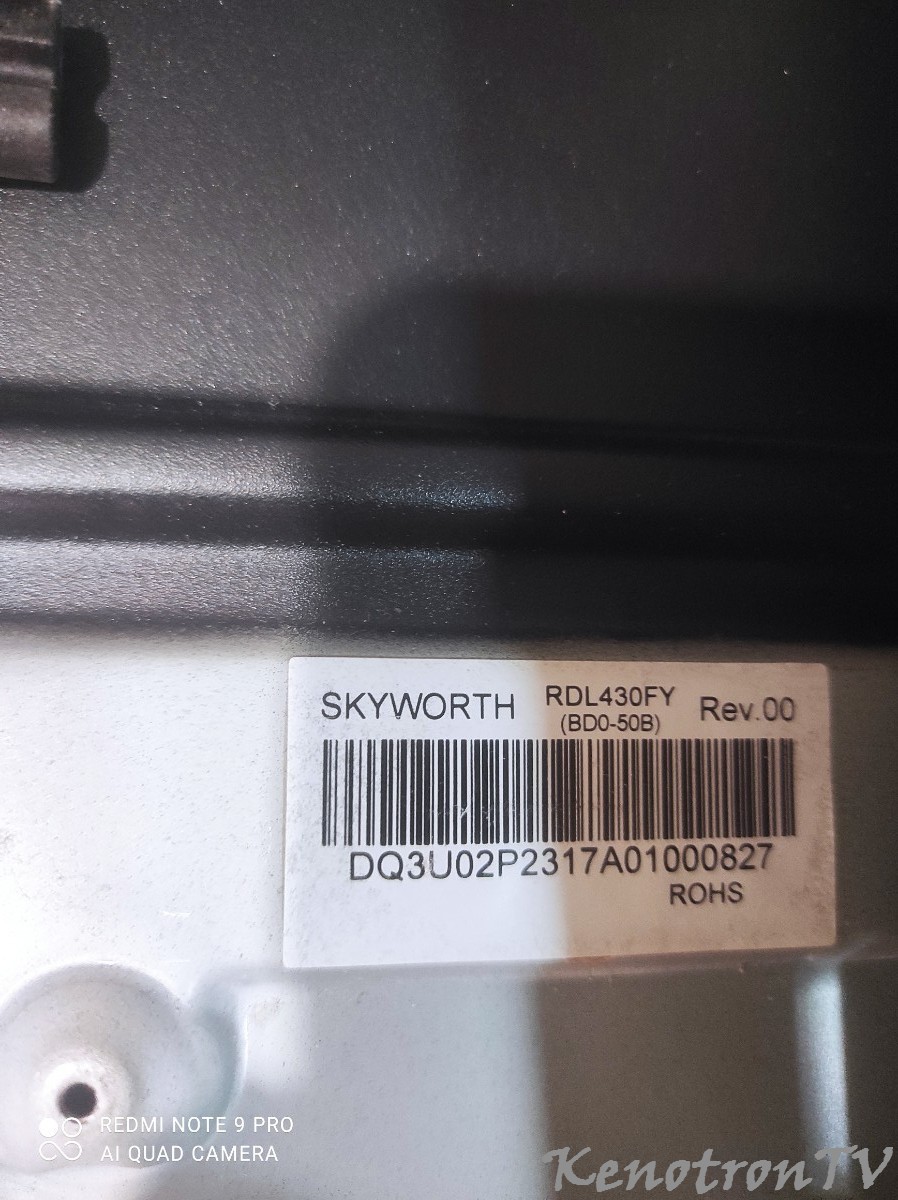 SKYWORTH RDL430FY Rev.00
(BD0-50B)
DQ3U02P2317A01000827
ROHS
REDMI NOTE 9 PRO
AI QUAD CAMERA
KenotronTV